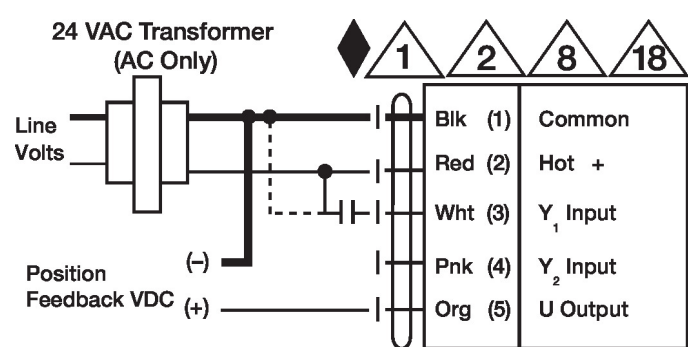 24 VAC Transformer
(AC Only)
1 2 8 18
Line
Volts
Blk (1) Common
Red (2) Hot +
Wht (3) Y1 Input
Pnk (4) Y2 Input
Org (5) U Output
Position
Feedback VDC
(–)
(+)